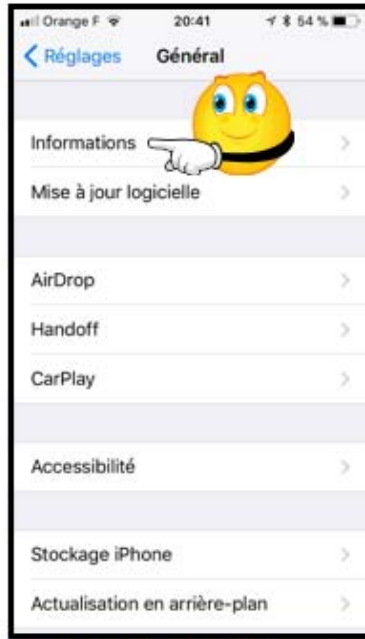 Orange F 20:41 54 %
Réglages Général
Informations
Mise à jour logicielle
AirDrop
Handoff
CarPlay
Accessibilité
Stockage iPhone
Actualisation en arrière-plan